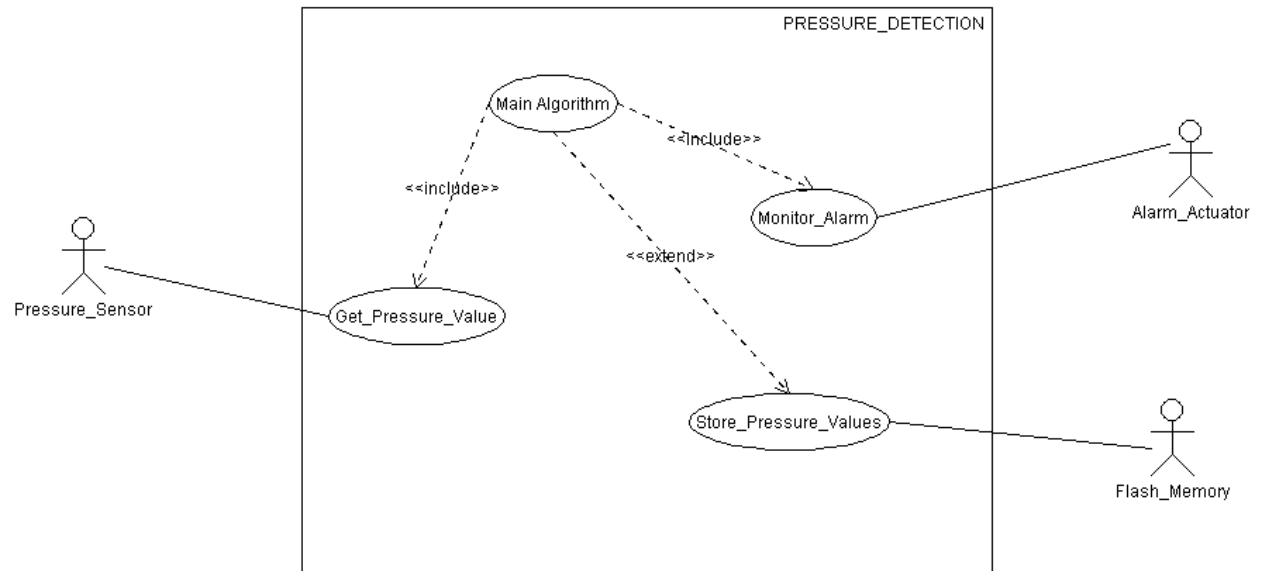 PRESSURE_DETECTION
Main Algorithm
<<include>>
<<include>>
Monitor_Alarm
Alarm_Actuator
<<extend>>
Pressure_Sensor
Get_Pressure_Value
Store_Pressure_Values
Flash_Memory